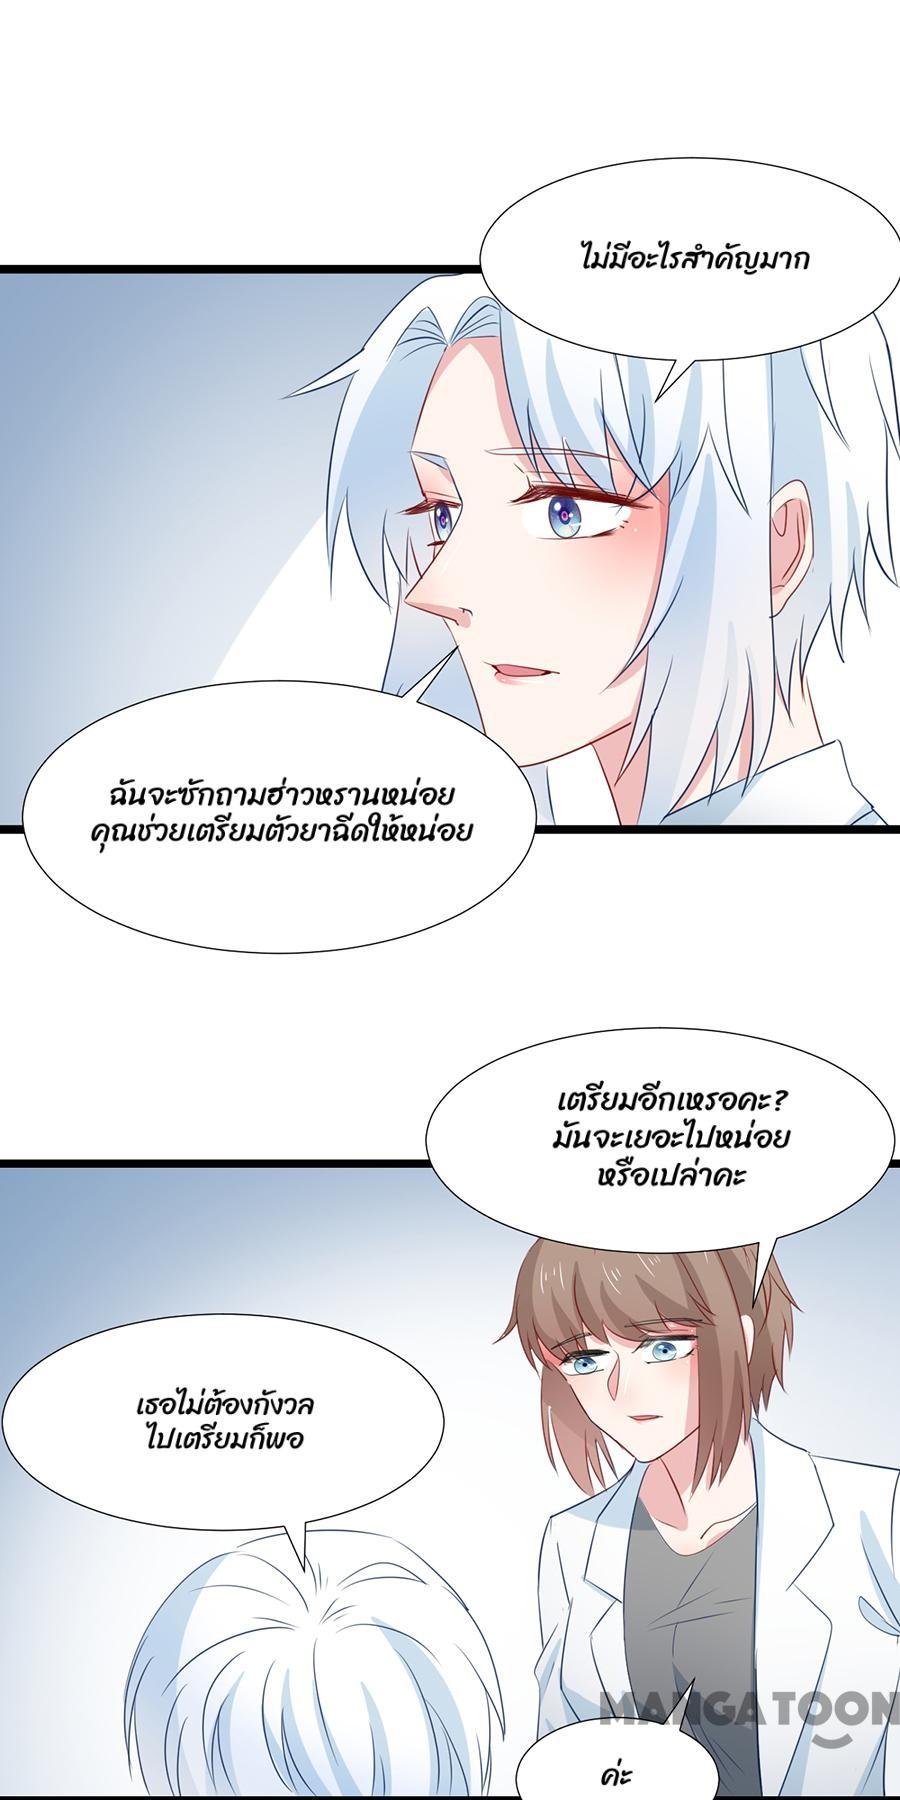 ไม่มีอะไรสำคัญมาก
ฉันจะซักถามฮ่าวหรานหน่อย
คุณช่วยเตรียมตัวยาฉีดให้หน่อย
เตรียมอีกเหรอคะ?
มันจะเยอะไปหน่อย
หรือเปล่าคะ
เธอไม่ต้องกังวล
ไปเตรียมก็พอ
MANGATOON
ค่ะ